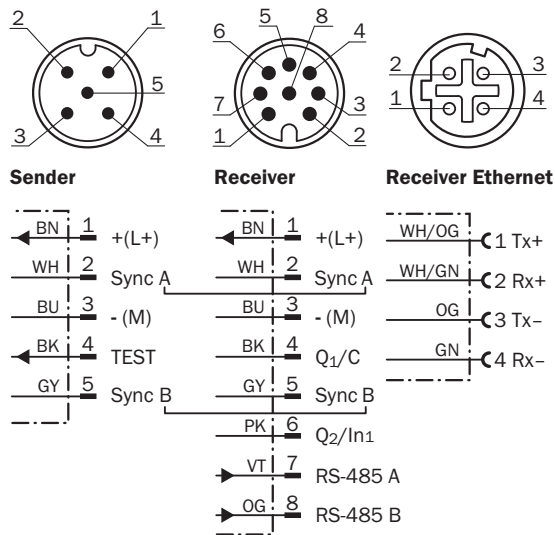 2 1
5
3 4
5 8
6 4
7 3
1 2
2 3
1 4
Sender
BN 1 +(L+)
WH 2 Sync A
BU 3 - (M)
BK 4 TEST
GY 5 Sync B
Receiver
BN 1 +(L+)
WH 2 Sync A
BU 3 - (M)
BK 4 Q1/C
GY 5 Sync B
PK 6 Q2/In1
VT 7 RS-485 A
OG 8 RS-485 B
Receiver Ethernet
WH/OG 1 Tx+
WH/GN 2 Rx+
OG 3 Tx–
GN 4 Rx–